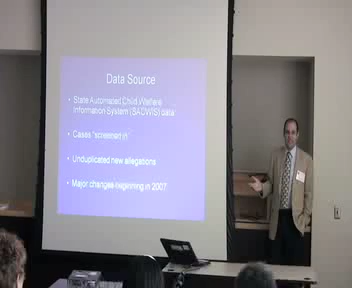 Data Source
• State Automated Child Welfare
Information System (SACWIS) data
• Cases "screened in"
• Unduplicated new allegations
• Major changes beginning in 2007